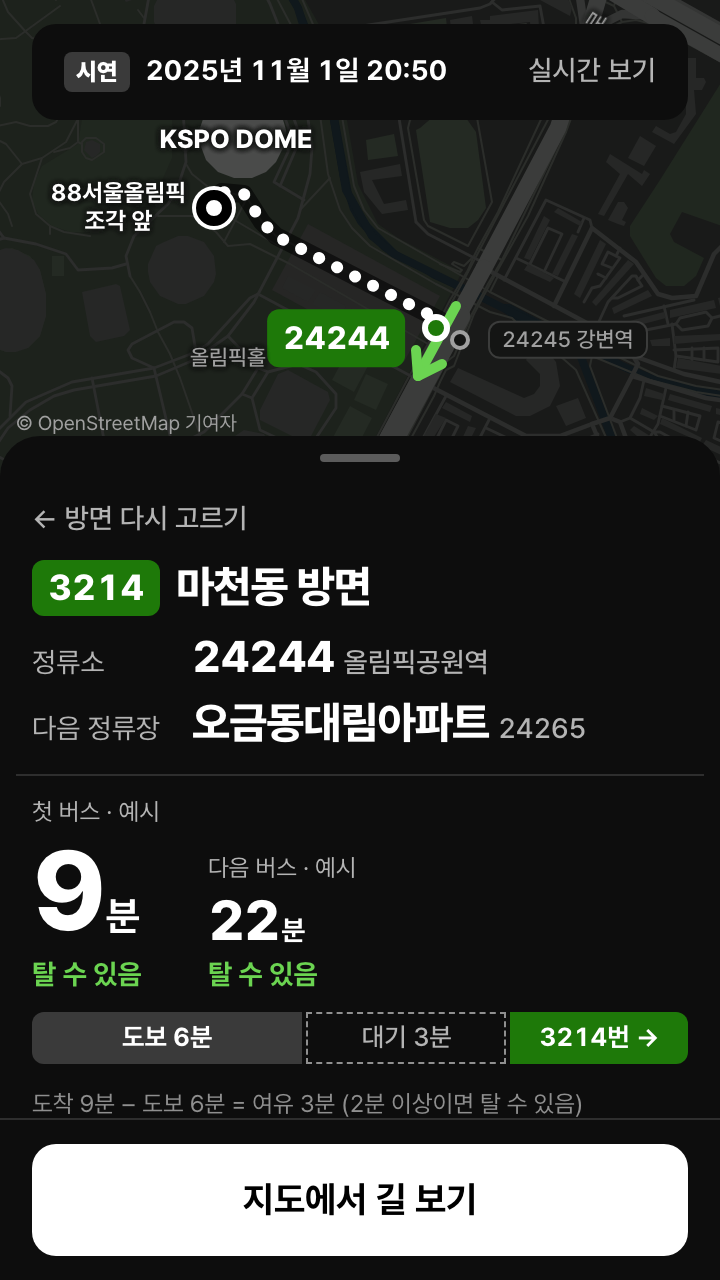 시연 2025년 11월 1일 20:50 실시간 보기
KSPO DOME
88서울올림픽
조각 앞
24244
24245 강변역
올림픽홀
© OpenStreetMap 기여자
← 방면 다시 고르기
3214 마천동 방면
정류소 24244 올림픽공원역
다음 정류장 오금동대림아파트 24265
첫 버스 · 예시
다음 버스 · 예시
9분
22분
탈 수 있음 탈 수 있음
도보 6분 대기 3분 3214번 →
도착 9분 – 도보 6분 = 여유 3분 (2분 이상이면 탈 수 있음)
지도에서 길 보기